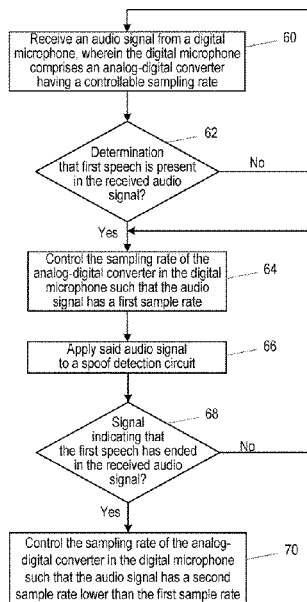 Receive an audio signal from a digital
microphone, wherein the digital microphone
comprises an analog-digital converter
having a controllable sampling rate
60
62
Determination
that first speech is present
in the received audio
signal?
No
Yes
Control the sampling rate of the
analog-digital converter in the digital
microphone such that the audio
signal has a first sample rate
64
Apply said audio signal
to a spoof detection circuit
66
68
Signal
indicating that
the first speech has ended
in the received audio
signal?
No
Yes
Control the sampling rate of the analog-
digital converter in the digital microphone
such that the audio signal has a second
sample rate lower than the first sample rate
70